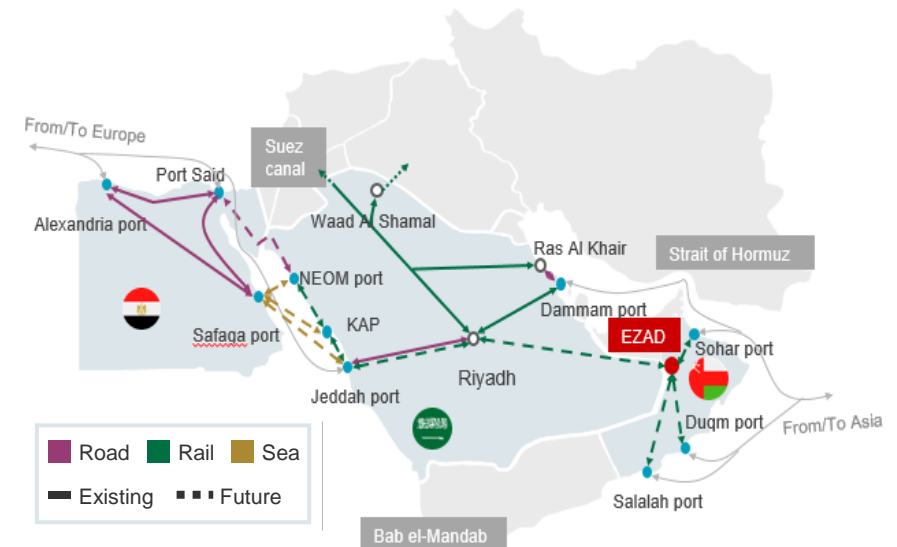 From/To Europe
Suez
canal
Port Said
Alexandria port
Waad Al Shamal
Ras Al Khair
Strait of Hormuz
NEOM port
Dammam port
Safaga port
KAP
EZAD
Sohar port
Riyadh
Jeddah port
Duqm port
From/To Asia
Road
Rail
Sea
Existing
Future
Salalah port
Bab el-Mandab